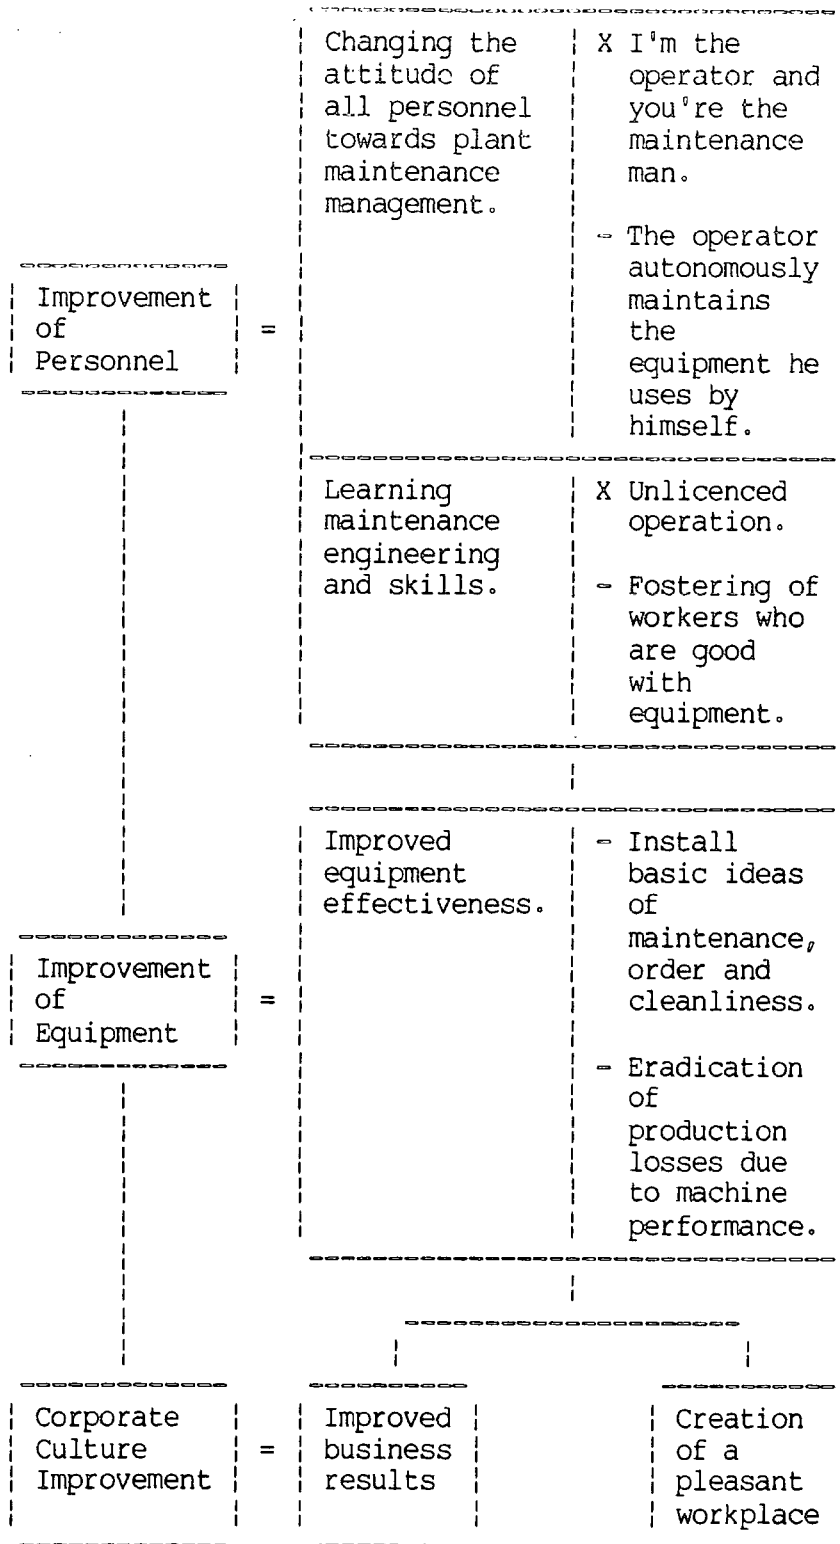 Changing the
attitude of
all personnel
towards plant
maintenance
management.
X I'm the
operator and
you're the
maintenance
man.
- The operator
autonomously
maintains
the
equipment he
uses by
himself.
Improvement
of
Personnel
=
Learning
maintenance
engineering
and skills.
X Unlicenced
operation.
- Fostering of
workers who
are good
with
equipment.
Improved
equipment
effectiveness.
- Install
basic ideas
of
maintenance,
order and
cleanliness.
- Eradication
of
production
losses due
to machine
performance.
Improvement
of
Equipment
=
Corporate
Culture
Improvement
=
Improved
business
results
Creation
of a
pleasant
workplace